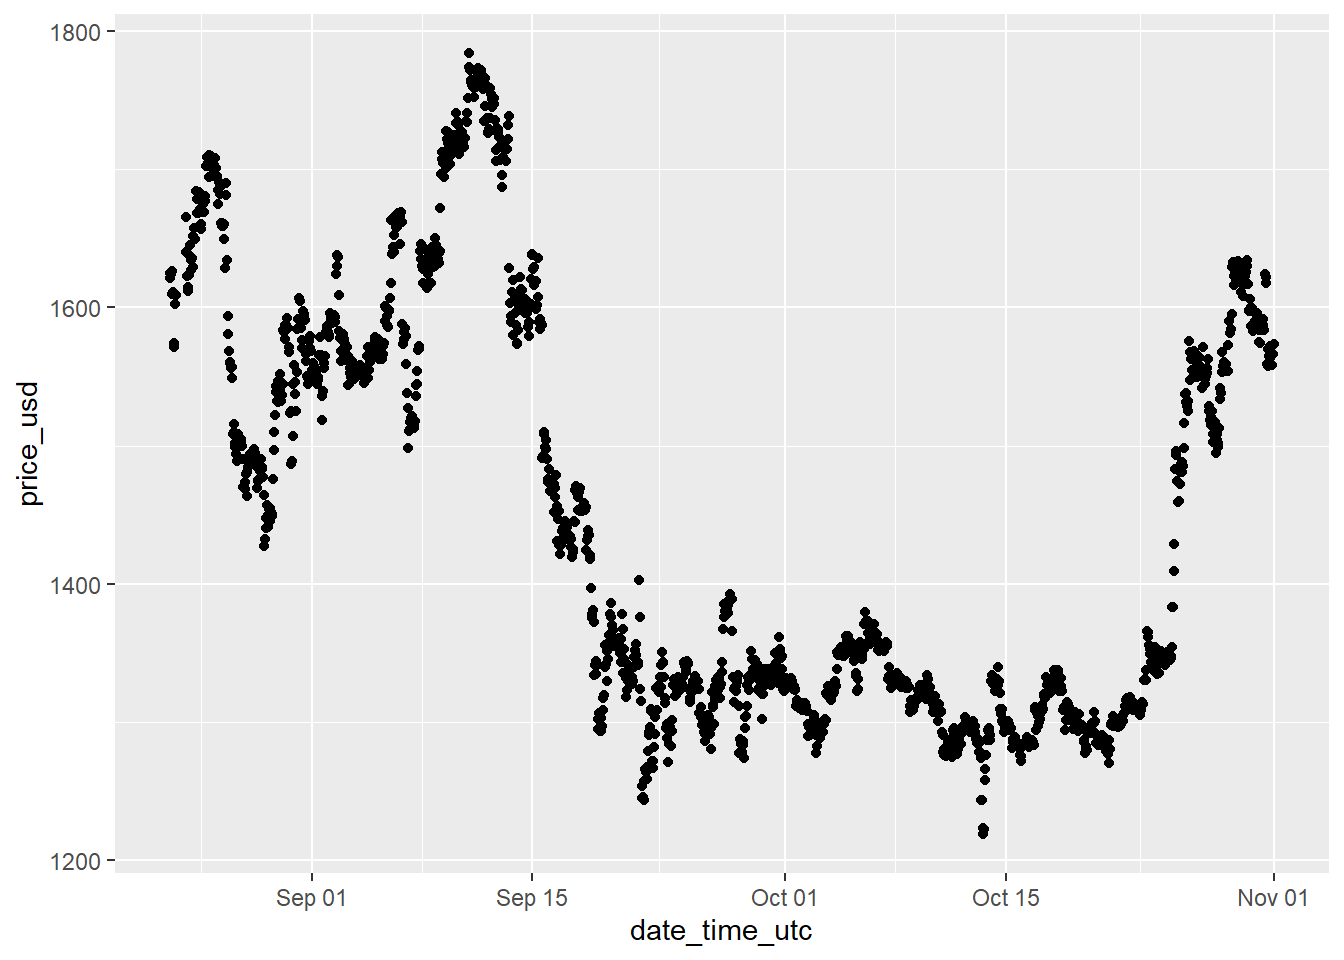 1800
1600
1400
1200
price_usd
Sep 01
Sep 15
Oct 01
Oct 15
Nov 01
date_time_utc